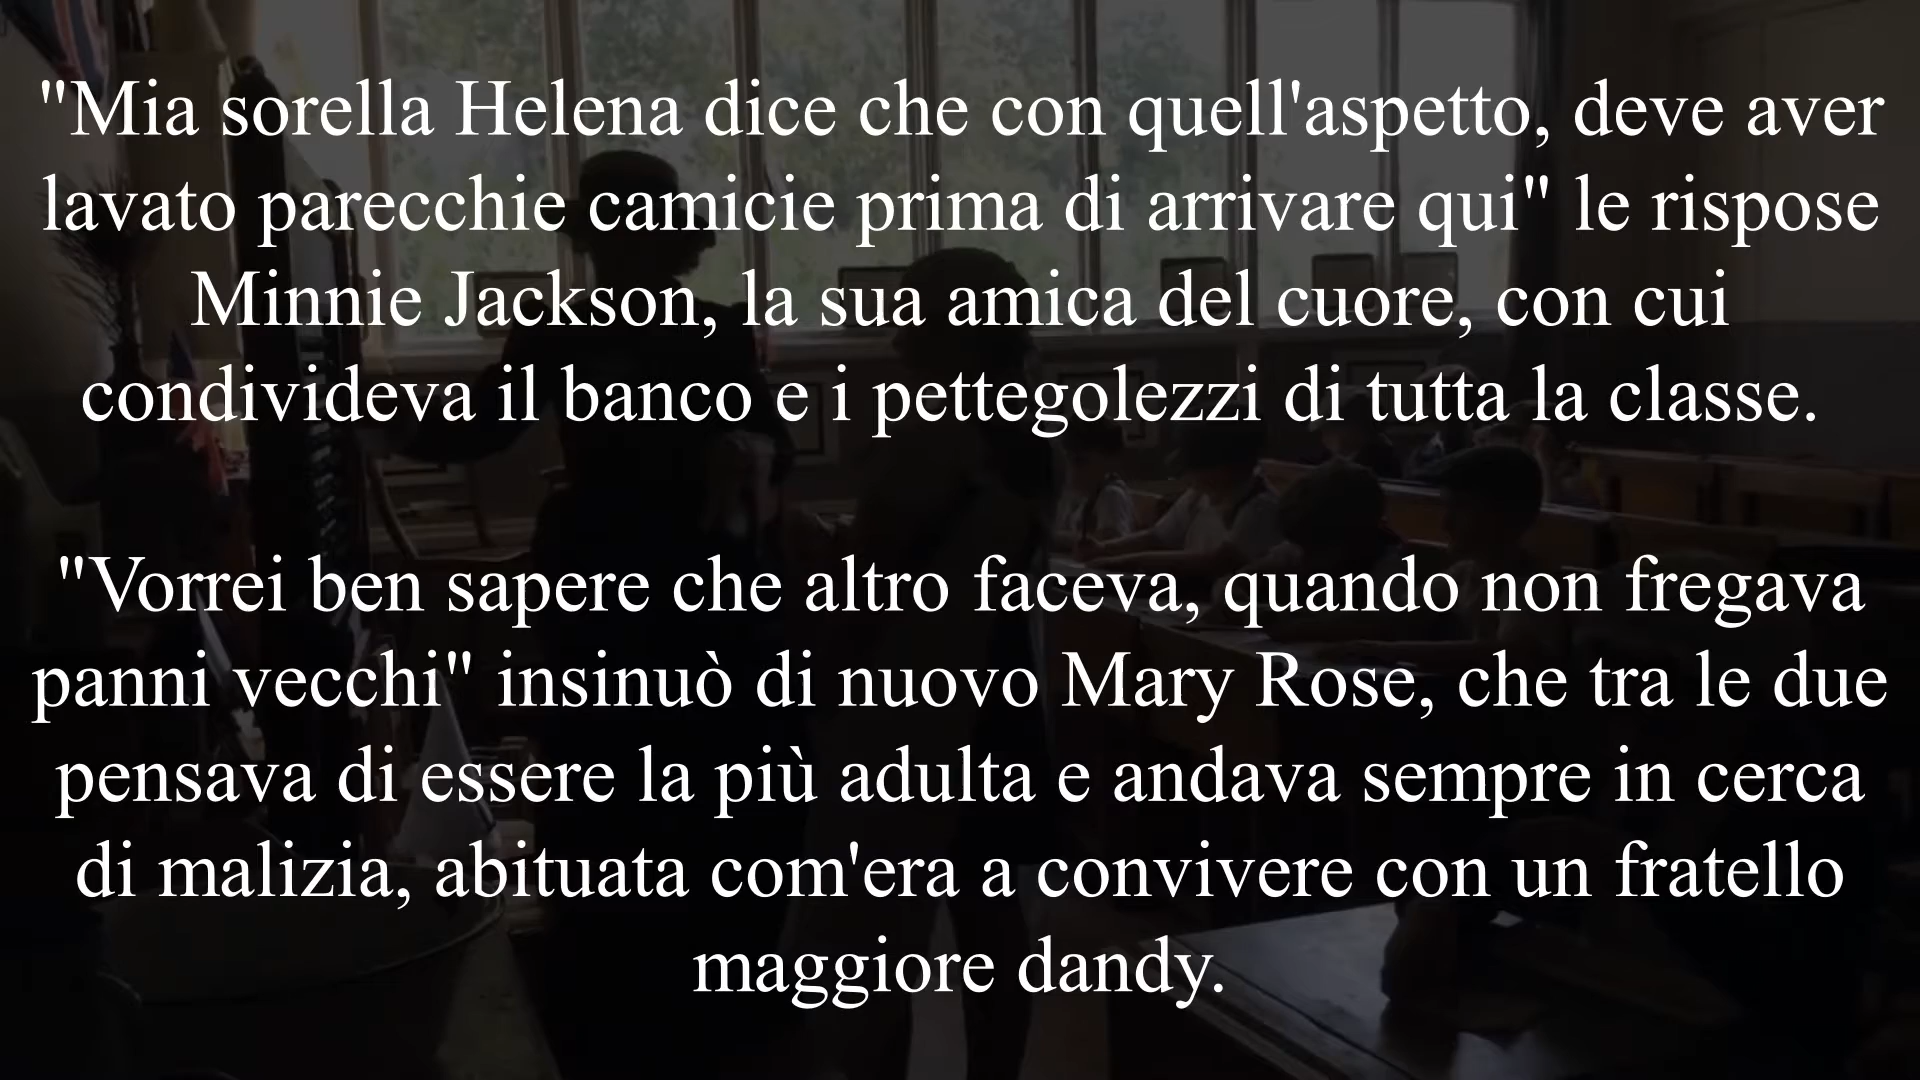 "Mia sorella Helena dice che con quell'aspetto, deve aver
lavato parecchie camicie prima di arrivare qui" le rispose
Minnie Jackson, la sua amica del cuore, con cui
condivideva il banco e i pettegolezzi di tutta la classe.
"Vorrei ben sapere che altro faceva, quando non fregava
panni vecchi" insinuò di nuovo Mary Rose, che tra le due
pensava di essere la più adulta e andava sempre in cerca
di malizia, abituata com'era a convivere con un fratello
maggiore dandy.